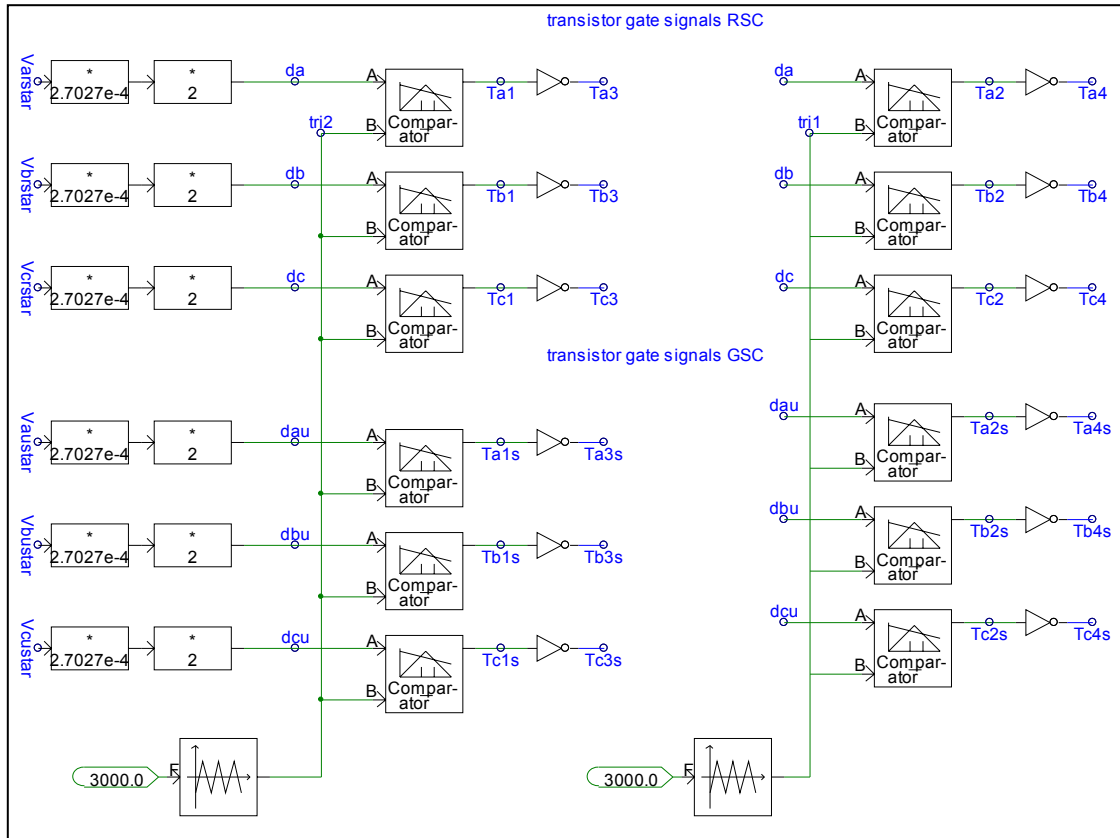 transistor gate signals RSC
Varstar
*
2.7027e-4
*
2
da
A
B
Compar-
ator
Ta1
Ta3
tri2
da
A
B
Compar-
ator
Ta2
Ta4
tri1
Vbrstar
*
2.7027e-4
*
2
db
A
B
Compar-
ator
Tb1
Tb3
db
A
B
Compar-
ator
Tb2
Tb4
Vcrstar
*
2.7027e-4
*
2
dc
A
B
Compar-
ator
Tc1
Tc3
dc
A
B
Compar-
ator
Tc2
Tc4
transistor gate signals GSC
Vaustar
*
2.7027e-4
*
2
dau
A
B
Compar-
ator
Ta1s
Ta3s
dau
A
B
Compar-
ator
Ta2s
Ta4s
Vbustar
*
2.7027e-4
*
2
dbu
A
B
Compar-
ator
Tb1s
Tb3s
dbu
A
B
Compar-
ator
Tb2s
Tb4s
Vcustar
*
2.7027e-4
*
2
dcu
A
B
Compar-
ator
Tc1s
Tc3s
dcu
A
B
Compar-
ator
Tc2s
Tc4s
3000.0
F
3000.0
F